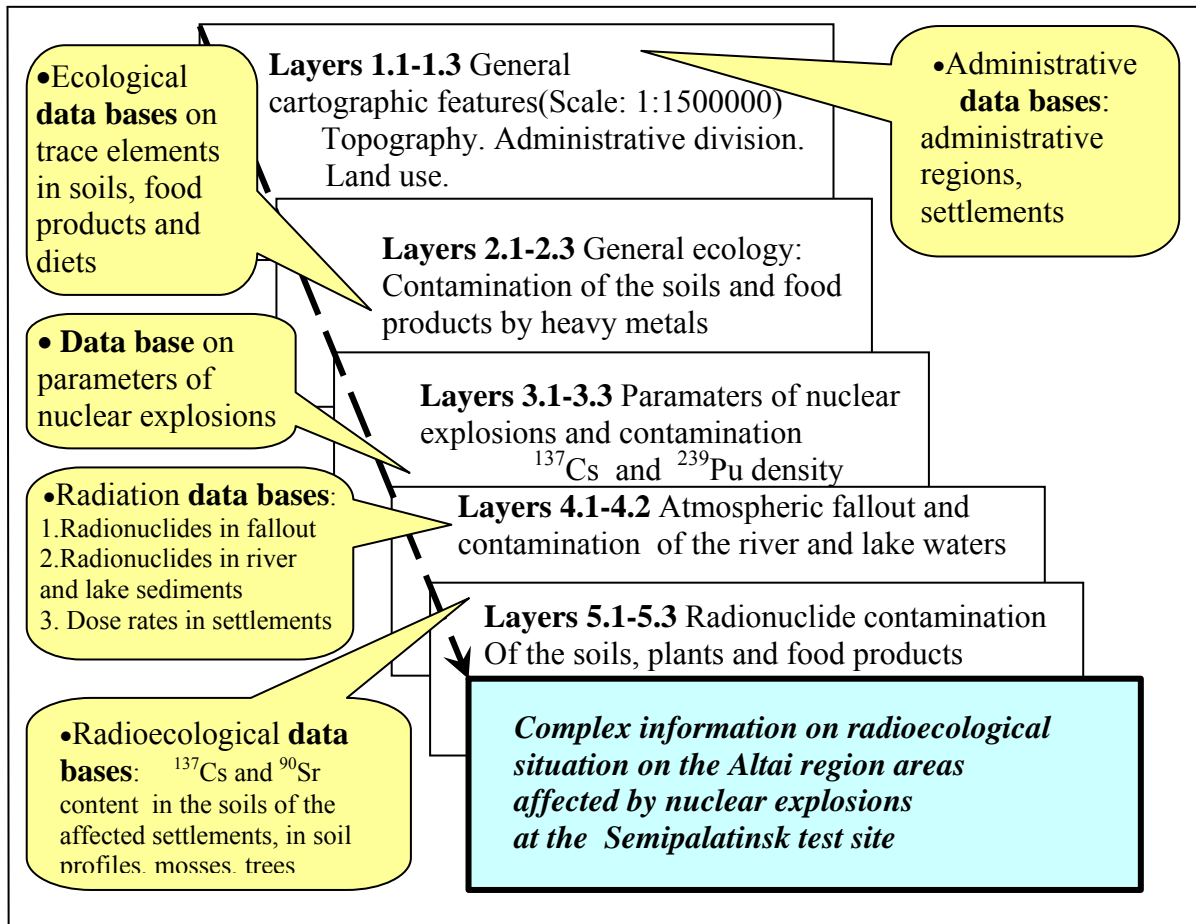 •Ecological
data bases on
trace elements
in soils, food
products and
diets
Layers 1.1-1.3 General
cartographic features(Scale: 1:1500000)
Topography. Administrative division.
Land use.
•Administrative
data bases:
administrative
regions,
settlements
Layers 2.1-2.3 General ecology:
Contamination of the soils and food
products by heavy metals
• Data base on
parameters of
nuclear explosions
Layers 3.1-3.3 Paramaters of nuclear
explosions and contamination
¹³⁷Cs and ²³⁹Pu density
•Radiation data bases:
1.Radionuclides in fallout
2.Radionuclides in river
and lake sediments
3. Dose rates in settlements
Layers 4.1-4.2 Atmospheric fallout and
contamination of the river and lake waters
Layers 5.1-5.3 Radionuclide contamination
Of the soils, plants and food products
•Radioecological data
bases: ¹³⁷Cs and ⁹⁰Sr
content in the soils of the
affected settlements, in soil
profiles, mosses, trees
Complex information on radioecological
situation on the Altai region areas
affected by nuclear explosions
at the Semipalatinsk test site